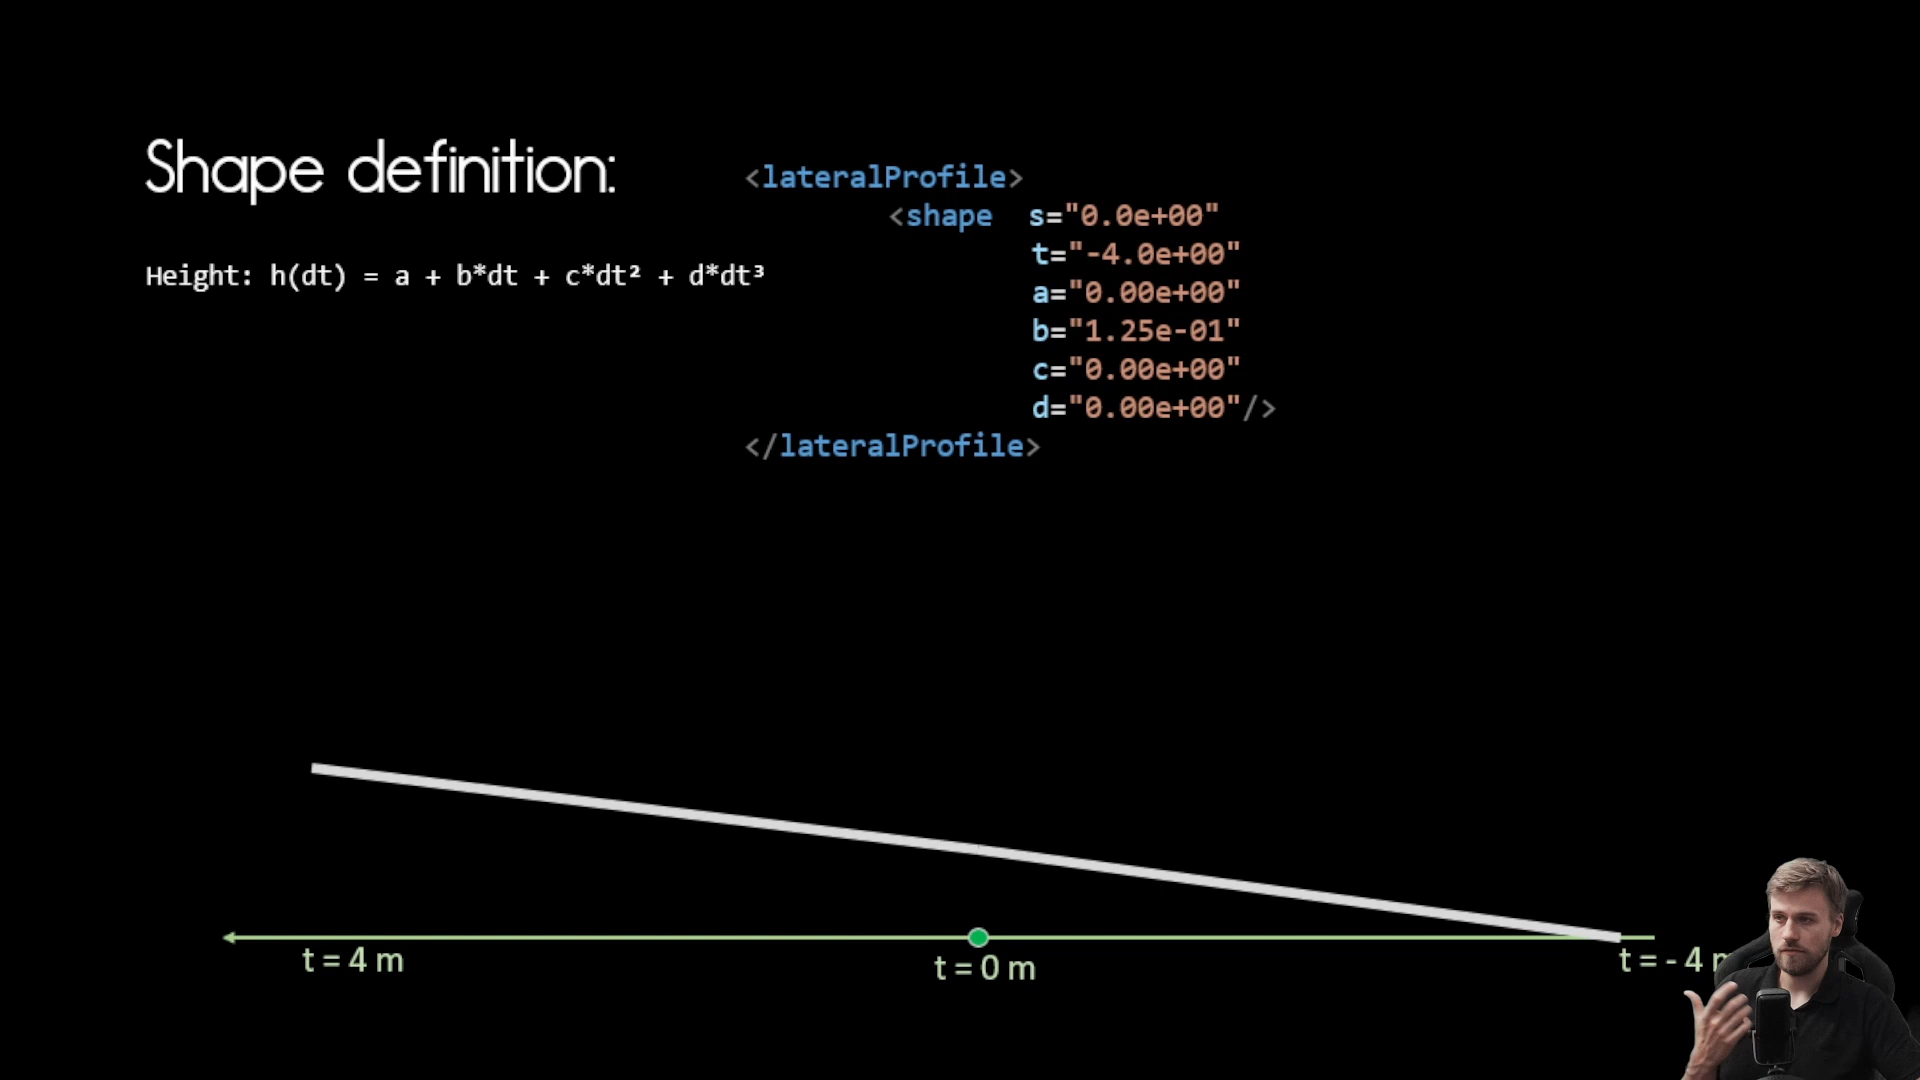 Shape definition:
Height: h(dt) = a + b*dt + c*dt² + d*dt³
<lateralProfile>
<shape s="0.0e+00"
t="-4.0e+00"
a="0.00e+00"
b="1.25e-01"
c="0.00e+00"
d="0.00e+00"/>
</lateralProfile>
t = 4 m
t = 0 m
t = - 4